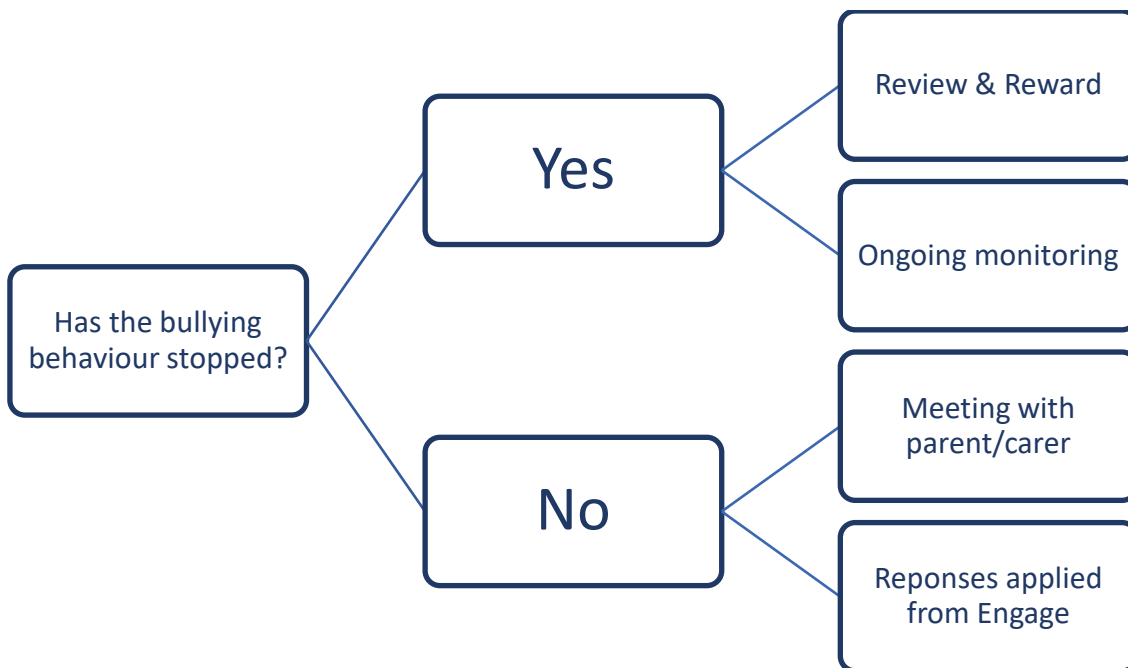 Has the bullying
behaviour stopped?
Yes
Review & Reward
Ongoing monitoring
No
Meeting with
parent/carer
Reponses applied
from Engage